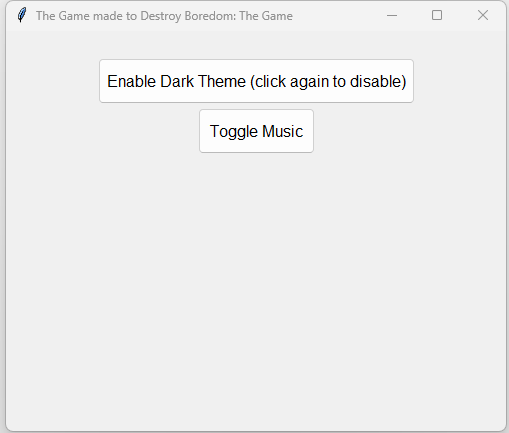 The Game made to Destroy Boredom: The Game
Enable Dark Theme (click again to disable)
Toggle Music